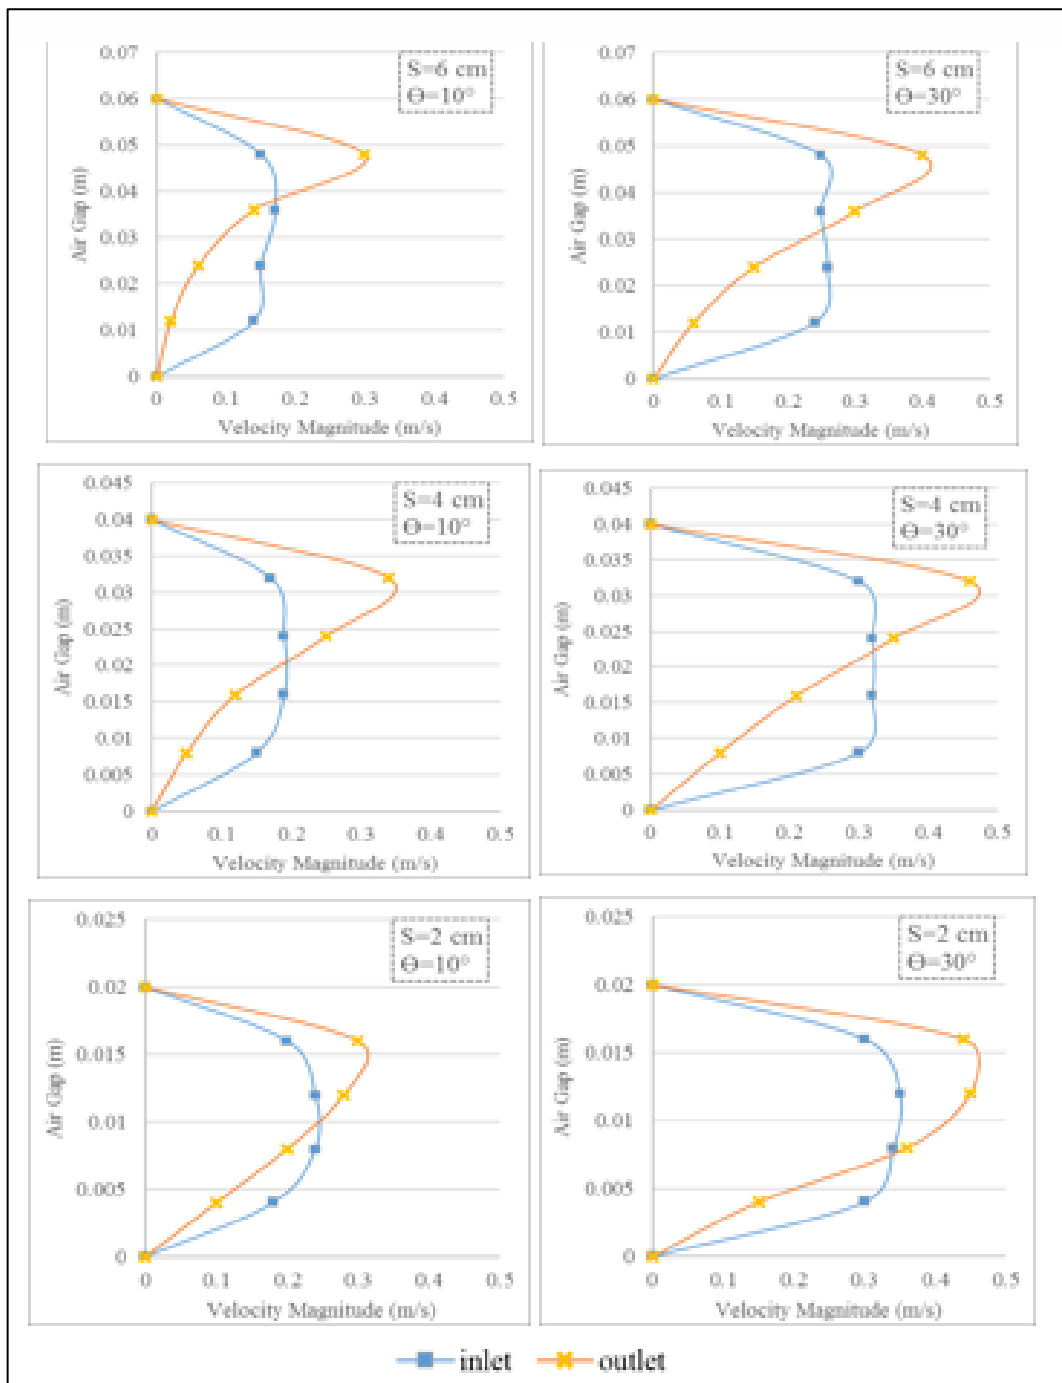 0.07
0.06
0.05
0.04
0.03
0.02
0.01
0
Air Gap (m)
S=6 cm
Θ=10°
0 0.1 0.2 0.3 0.4 0.5
Velocity Magnitude (m/s)
0.07
0.06
0.05
0.04
0.03
0.02
0.01
0
Air Gap (m)
S=6 cm
Θ=30°
0 0.1 0.2 0.3 0.4 0.5
Velocity Magnitude (m/s)
0.045
0.04
0.035
0.03
0.025
0.02
0.015
0.01
0.005
0
Air Gap (m)
S=4 cm
Θ=10°
0 0.1 0.2 0.3 0.4 0.5
Velocity Magnitude (m/s)
0.045
0.04
0.035
0.03
0.025
0.02
0.015
0.01
0.005
0
Air Gap (m)
S=4 cm
Θ=30°
0 0.1 0.2 0.3 0.4 0.5
Velocity Magnitude (m/s)
0.025
0.02
0.015
0.01
0.005
0
Air Gap (m)
S=2 cm
Θ=10°
0 0.1 0.2 0.3 0.4 0.5
Velocity Magnitude (m/s)
0.025
0.02
0.015
0.01
0.005
0
Air Gap (m)
S=2 cm
Θ=30°
0 0.1 0.2 0.3 0.4 0.5
Velocity Magnitude (m/s)
inlet outlet